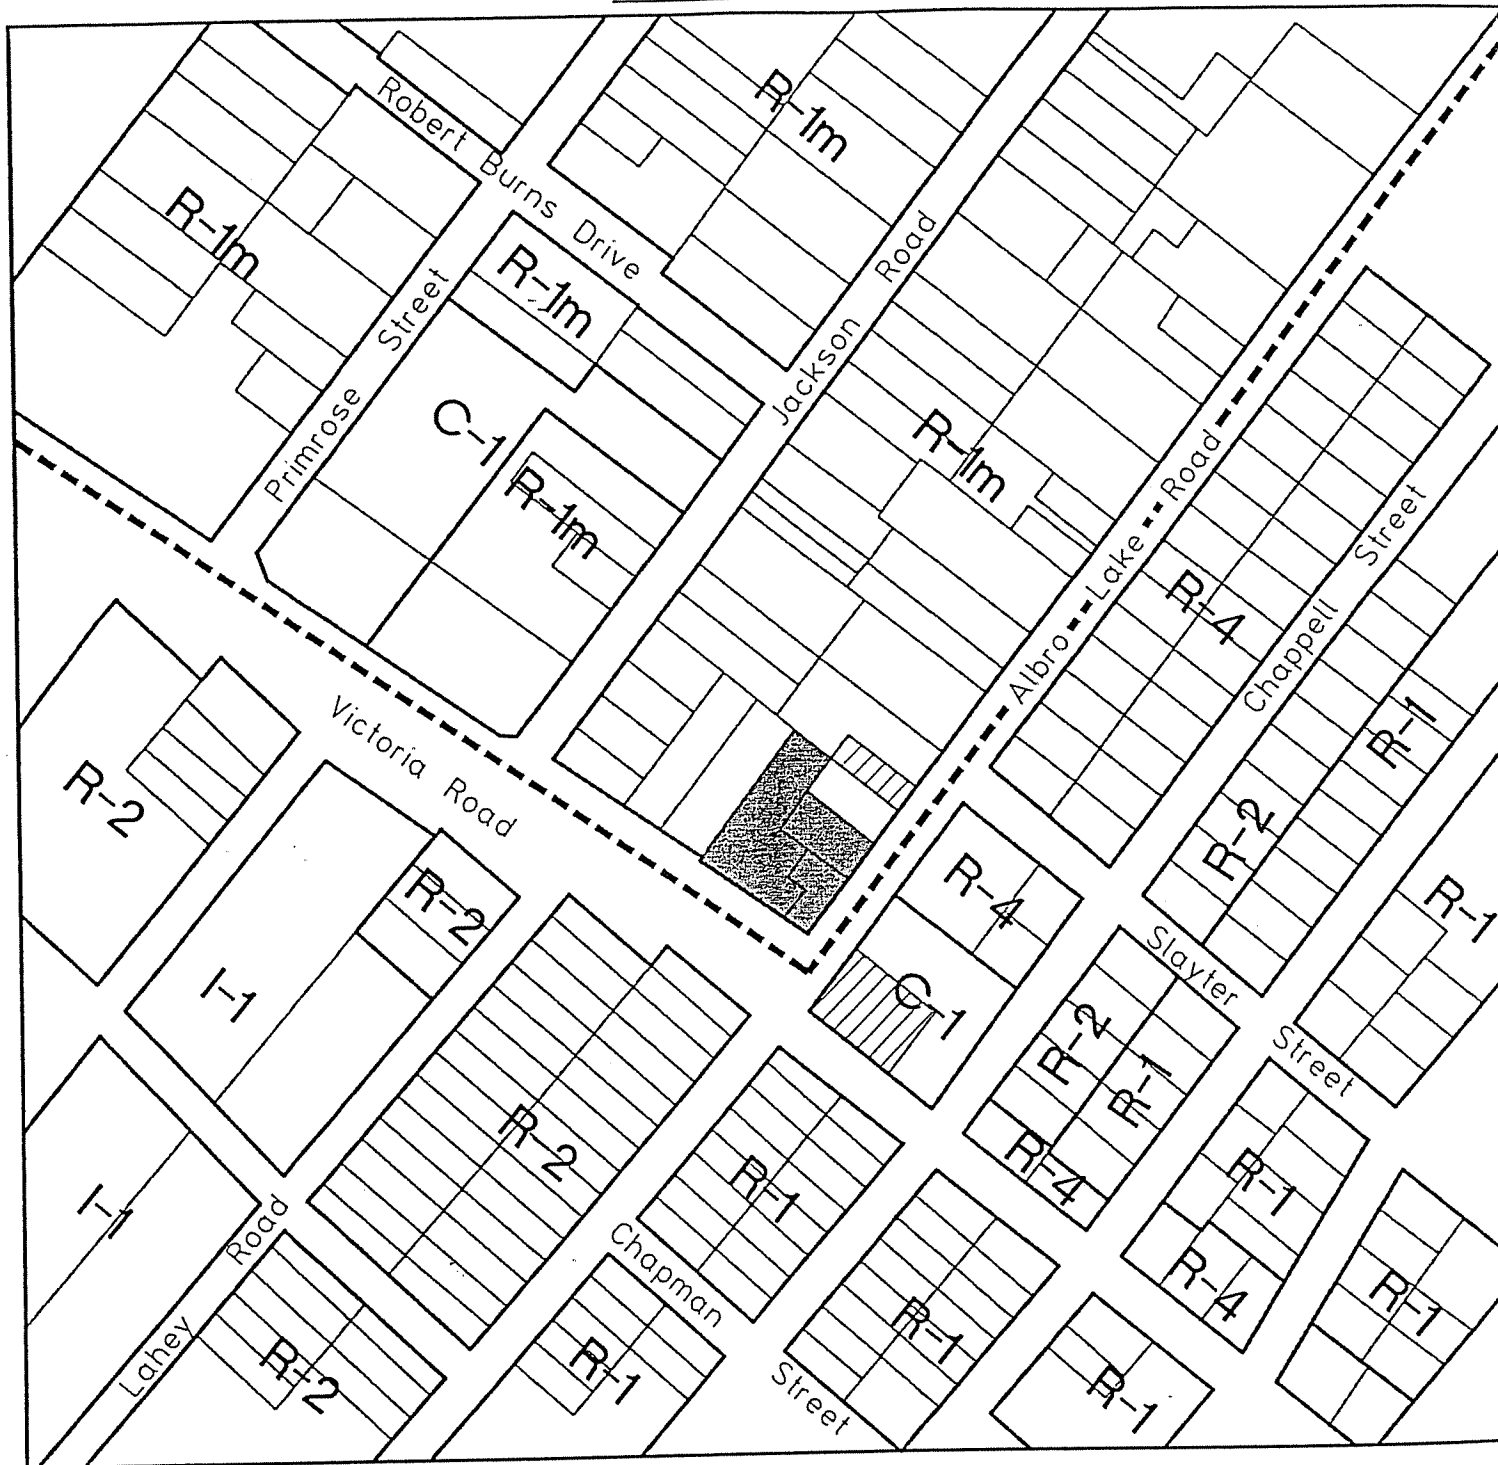 Robert Burns Drive
R-1m
R-1m
R-1m
Jackson Road
Primrose Street
C-1
R-1m
R-1m
Albro Lake Road
R-4
Chappell Street
R-1
R-2
Victoria Road
R-2
R-2
I-1
R-4
C-1
Slayter Street
R-1
R-2
R-1
R-4
R-2
R-1
R-1
R-4
R-1
I-1
Lahey Road
R-2
Chapman Street
R-1
R-1
R-1